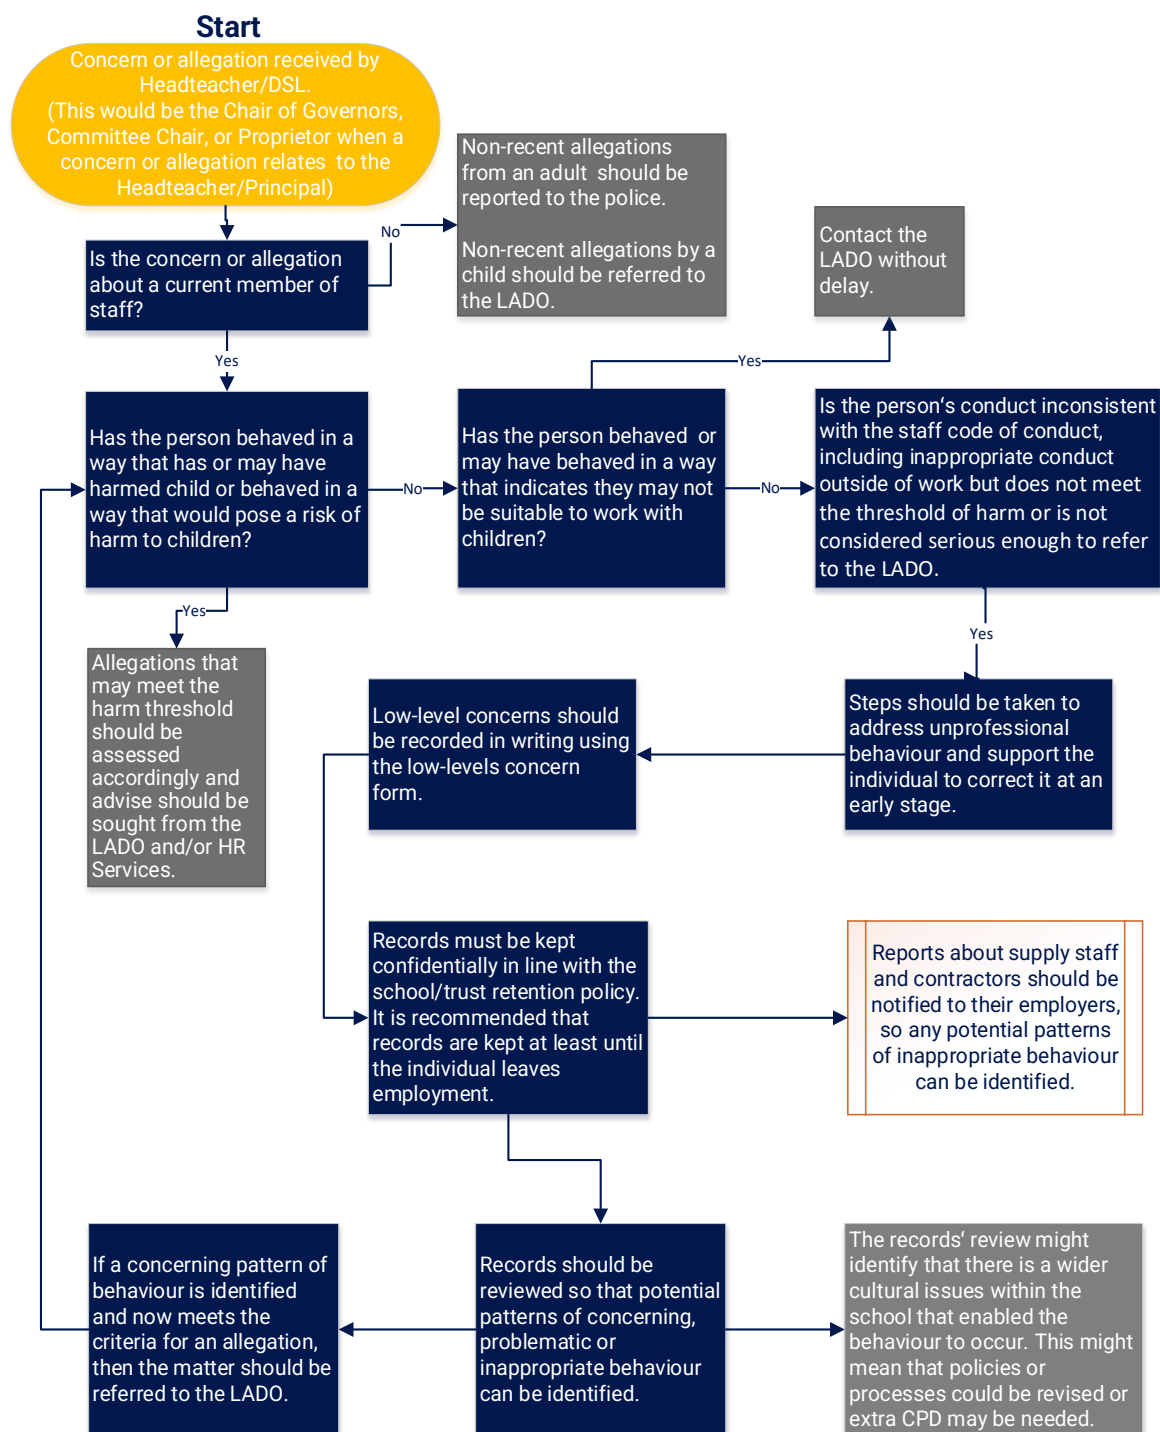 Start
Concern or allegation received by
Headteacher/DSL.
(This would be the Chair of Governors,
Committee Chair, or Proprietor when a
concern or allegation relates to the
Headteacher/Principal)
Is the concern or allegation
about a current member of
staff?
No
Non-recent allegations
from an adult should be
reported to the police.
Non-recent allegations by a
child should be referred to
the LADO.
Contact the
LADO without
delay.
Yes
Yes
Has the person behaved in a
way that has or may have
harmed child or behaved in a
way that would pose a risk of
harm to children?
No
Has the person behaved or
may have behaved in a way
that indicates they may not
be suitable to work with
children?
No
Is the person's conduct inconsistent
with the staff code of conduct,
including inappropriate conduct
outside of work but does not meet
the threshold of harm or is not
considered serious enough to refer
to the LADO.
Yes
Yes
Allegations that
may meet the
harm threshold
should be
assessed
accordingly and
advise should be
sought from the
LADO and/or HR
Services.
Low-level concerns should
be recorded in writing using
the low-levels concern
form.
Steps should be taken to
address unprofessional
behaviour and support the
individual to correct it at an
early stage.
Records must be kept
confidentially in line with the
school/trust retention policy.
It is recommended that
records are kept at least until
the individual leaves
employment.
Reports about supply staff
and contractors should be
notified to their employers,
so any potential patterns
of inappropriate behaviour
can be identified.
If a concerning pattern of
behaviour is identified
and now meets the
criteria for an allegation,
then the matter should be
referred to the LADO.
Records should be
reviewed so that potential
patterns of concerning,
problematic or
inappropriate behaviour
can be identified.
The records' review might
identify that there is a wider
cultural issues within the
school that enabled the
behaviour to occur. This might
mean that policies or
processes could be revised or
extra CPD may be needed.